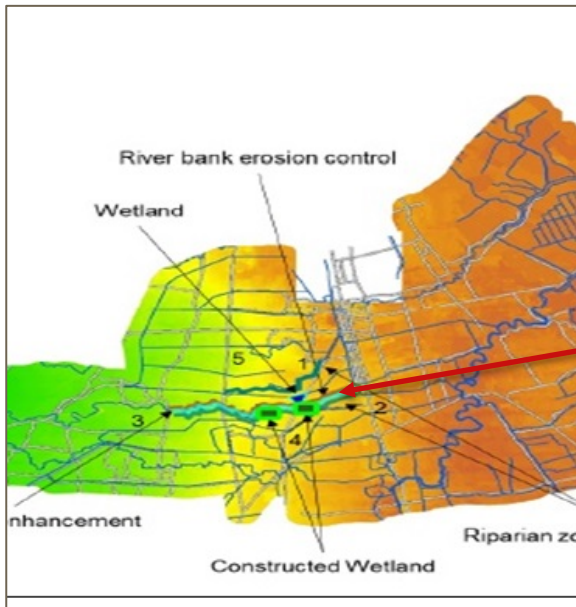 River bank erosion control
Wetland
5
1
3
2
4
nhancement
Riparian zo
Constructed Wetland